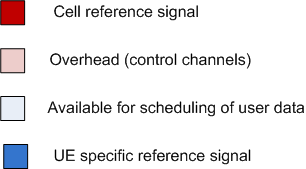 Cell reference signal
Overhead (control channels)
Available for scheduling of user data
UE specific reference signal